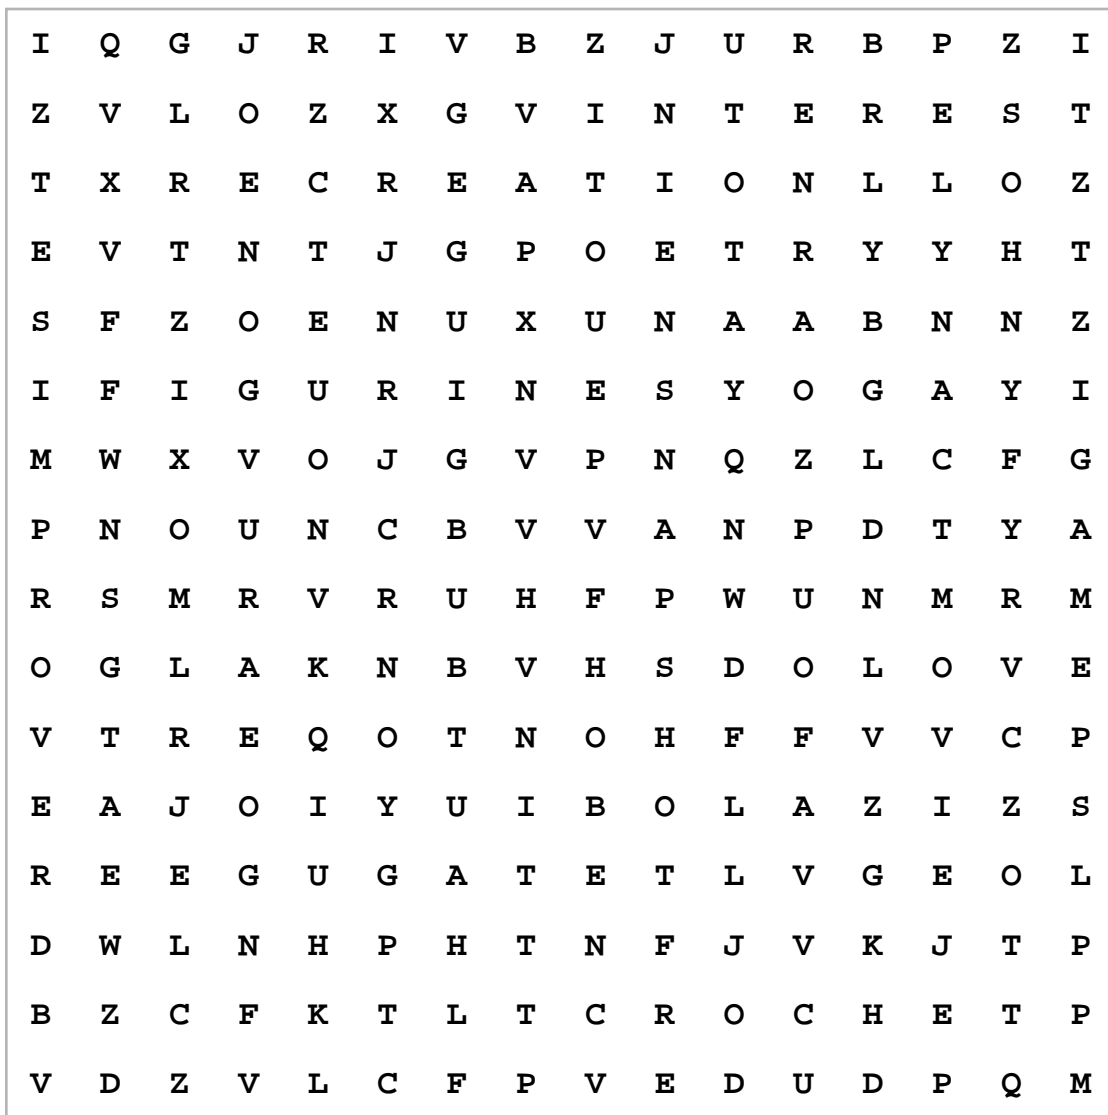 I Q G J R I V B Z J U R B P Z I
Z V L O Z X G V I N T E R E S T
T X R E C R E A T I O N L L O Z
E V T N T J G P O E T R Y Y H T
S F Z O E N U X U N A A B N N Z
I F I G U R I N E S Y O G A Y I
M W X V O J G V P N Q Z L C F G
P N O U N C B V V A N P D T Y A
R S M R V R U H F P W U N M R M
O G L A K N B V H S D O L O V E
V T R E Q O T N O H F F V V C P
E A J O I Y U I B O L A Z I Z S
R E E G U G A T E T L V G E O L
D W L N H P H T N F J V K J T P
B Z C F K T L T C R O C H E T P
V D Z V L C F P V E D U D P Q M